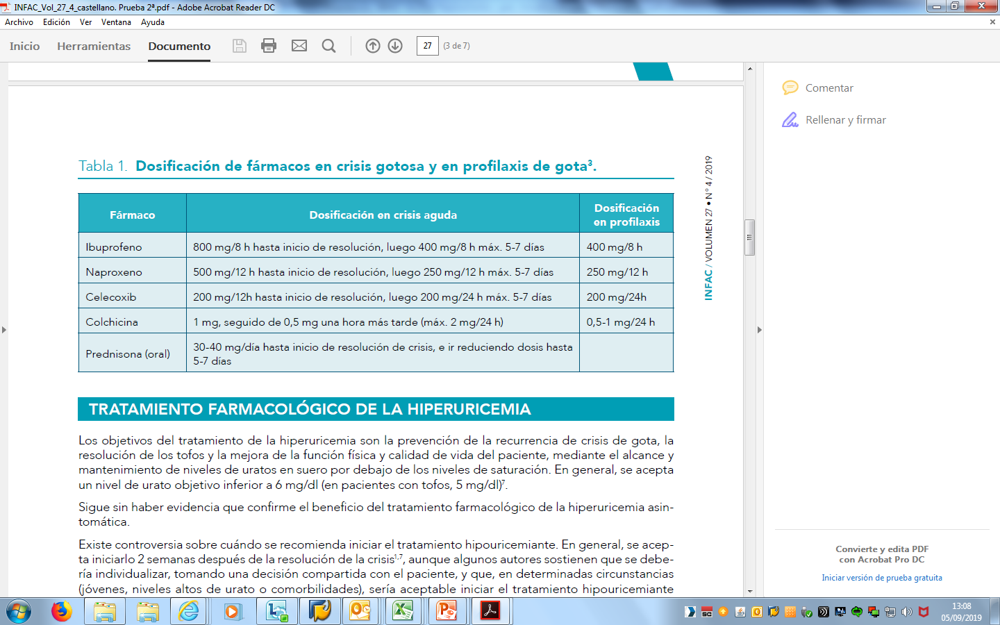 INFAC_Vol_27_4_castellano. Prueba 2ª.pdf - Adobe Acrobat Reader DC
Archivo Edición Ver Ventana Ayuda
Inicio Herramientas Documento 27 (3 de 7)
Comentar
Rellenar y firmar
Tabla 1. Dosificación de fármacos en crisis gotosa y en profilaxis de gota³.
INFAC / VOLUMEN 27 • Nº 4 / 2019
Fármaco Dosificación en crisis aguda Dosificación en profilaxis
Ibuprofeno 800 mg/8 h hasta inicio de resolución, luego 400 mg/8 h máx. 5-7 días 400 mg/8 h
Naproxeno 500 mg/12 h hasta inicio de resolución, luego 250 mg/12 h máx. 5-7 días 250 mg/12 h
Celecoxib 200 mg/12h hasta inicio de resolución, luego 200 mg/24 h máx. 5-7 días 200 mg/24h
Colchicina 1 mg, seguido de 0,5 mg una hora más tarde (máx. 2 mg/24 h) 0,5-1 mg/24 h
Prednisona (oral) 30-40 mg/día hasta inicio de resolución de crisis, e ir reduciendo dosis hasta
5-7 días
TRATAMIENTO FARMACOLÓGICO DE LA HIPERURICEMIA
Los objetivos del tratamiento de la hiperuricemia son la prevención de la recurrencia de crisis de gota, la
resolución de los tofos y la mejora de la función física y calidad de vida del paciente, mediante el alcance y
mantenimiento de niveles de uratos en suero por debajo de los niveles de saturación. En general, se acepta
un nivel de urato objetivo inferior a 6 mg/dl (en pacientes con tofos, 5 mg/dl)⁷.
Sigue sin haber evidencia que confirme el beneficio del tratamiento farmacológico de la hiperuricemia asin-
tomática.
Existe controversia sobre cuándo se recomienda iniciar el tratamiento hipouricemiante. En general, se acep-
ta iniciarlo 2 semanas después de la resolución de la crisis¹,⁷, aunque algunos autores sostienen que se debe-
ría individualizar, tomando una decisión compartida con el paciente, y que, en determinadas circunstancias
(jóvenes, niveles altos de urato o comorbilidades), sería aceptable iniciar el tratamiento hipouricemiante
Convierte y edita PDF
con Acrobat Pro DC
Iniciar versión de prueba gratuita
13:08
05/09/2019